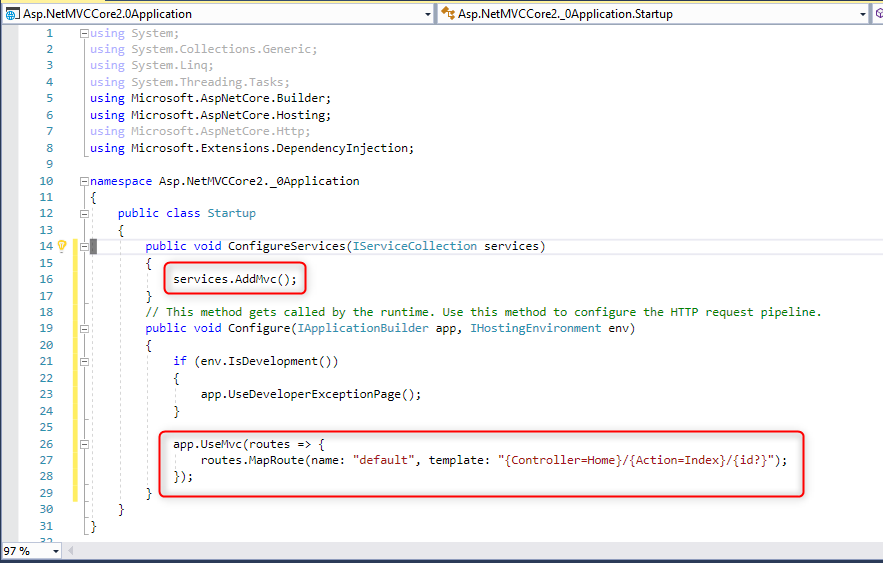 Asp.NetMVCCore2.0Application Asp.NetMVCCore2._0Application.Startup
1 using System;
2 using System.Collections.Generic;
3 using System.Linq;
4 using System.Threading.Tasks;
5 using Microsoft.AspNetCore.Builder;
6 using Microsoft.AspNetCore.Hosting;
7 using Microsoft.AspNetCore.Http;
8 using Microsoft.Extensions.DependencyInjection;
9
10 namespace Asp.NetMVCCore2._0Application
11 {
12 public class Startup
13 {
14 public void ConfigureServices(IServiceCollection services)
15 {
16 services.AddMvc();
17 }
18 // This method gets called by the runtime. Use this method to configure the HTTP request pipeline.
19 public void Configure(IApplicationBuilder app, IHostingEnvironment env)
20 {
21 if (env.IsDevelopment())
22 {
23 app.UseDeveloperExceptionPage();
24 }
25
26 app.UseMvc(routes => {
27 routes.MapRoute(name: "default", template: "{Controller=Home}/{Action=Index}/{id?}");
28 });
29 }
30 }
31 }
32
97 %